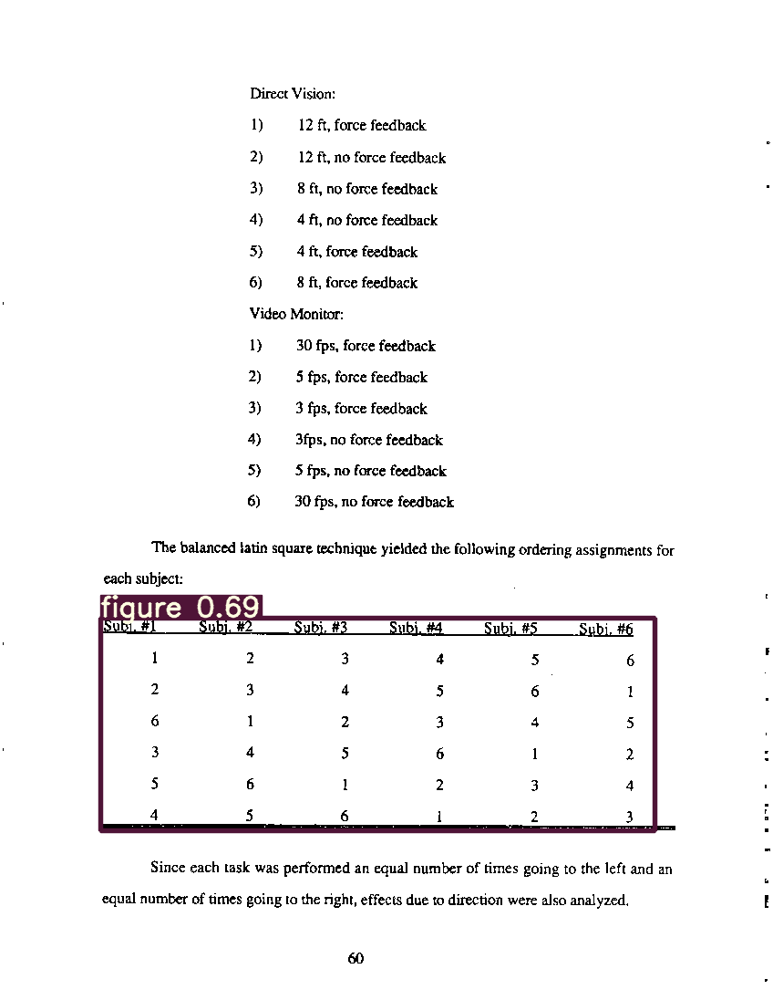 Direct Vision:
1) 12 ft, force feedback
2) 12 ft, no force feedback
3) 8 ft, no force feedback
4) 4 ft, no force feedback
5) 4 ft, force feedback
6) 8 ft, force feedback
Video Monitor:
1) 30 fps, force feedback
2) 5 fps, force feedback
3) 3 fps, force feedback
4) 3fps, no force feedback
5) 5 fps, no force feedback
6) 30 fps, no force feedback
The balanced latin square technique yielded the following ordering assignments for
each subject:
figure 0.69
Subj. #1 Subj. #2 Subj. #3 Subj. #4 Subj. #5 Subj. #6
1 2 3 4 5 6
2 3 4 5 6 1
6 1 2 3 4 5
3 4 5 6 1 2
5 6 1 2 3 4
4 5 6 1 2 3
Since each task was performed an equal number of times going to the left and an
equal number of times going to the right, effects due to direction were also analyzed.
60